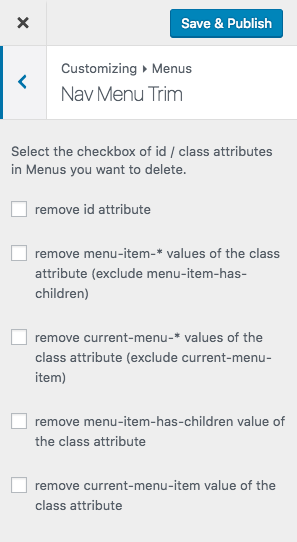 Save & Publish
Customizing ▸ Menus
Nav Menu Trim
Select the checkbox of id / class attributes
in Menus you want to delete.
remove id attribute
remove menu-item-* values of the class
attribute (exclude menu-item-has-
children)
remove current-menu-* values of the
class attribute (exclude current-menu-
item)
remove menu-item-has-children value of
the class attribute
remove current-menu-item value of the
class attribute